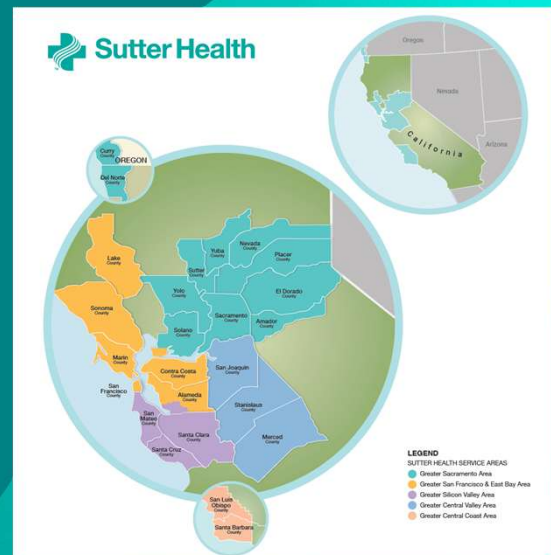 Sutter Health
Oregon
Nevada
California
Arizona
Curry
County
OREGON
Del Norte
County
Lake
County
Yuba
County
Nevada
County
Placer
County
Sutter
County
Yolo
County
El Dorado
County
Sonoma
County
Sacramento
County
Amador
County
Solano
County
Marin
County
Contra Costa
County
San Joaquin
County
San
Francisco
County
Alameda
County
San
Mateo
County
Stanislaus
County
Santa Clara
County
Merced
County
Santa Cruz
County
San Luis
Obispo
County
Santa Barbara
County
LEGEND
SUTTER HEALTH SERVICE AREAS
Greater Sacramento Area
Greater San Francisco & East Bay Area
Greater Silicon Valley Area
Greater Central Valley Area
Greater Central Coast Area